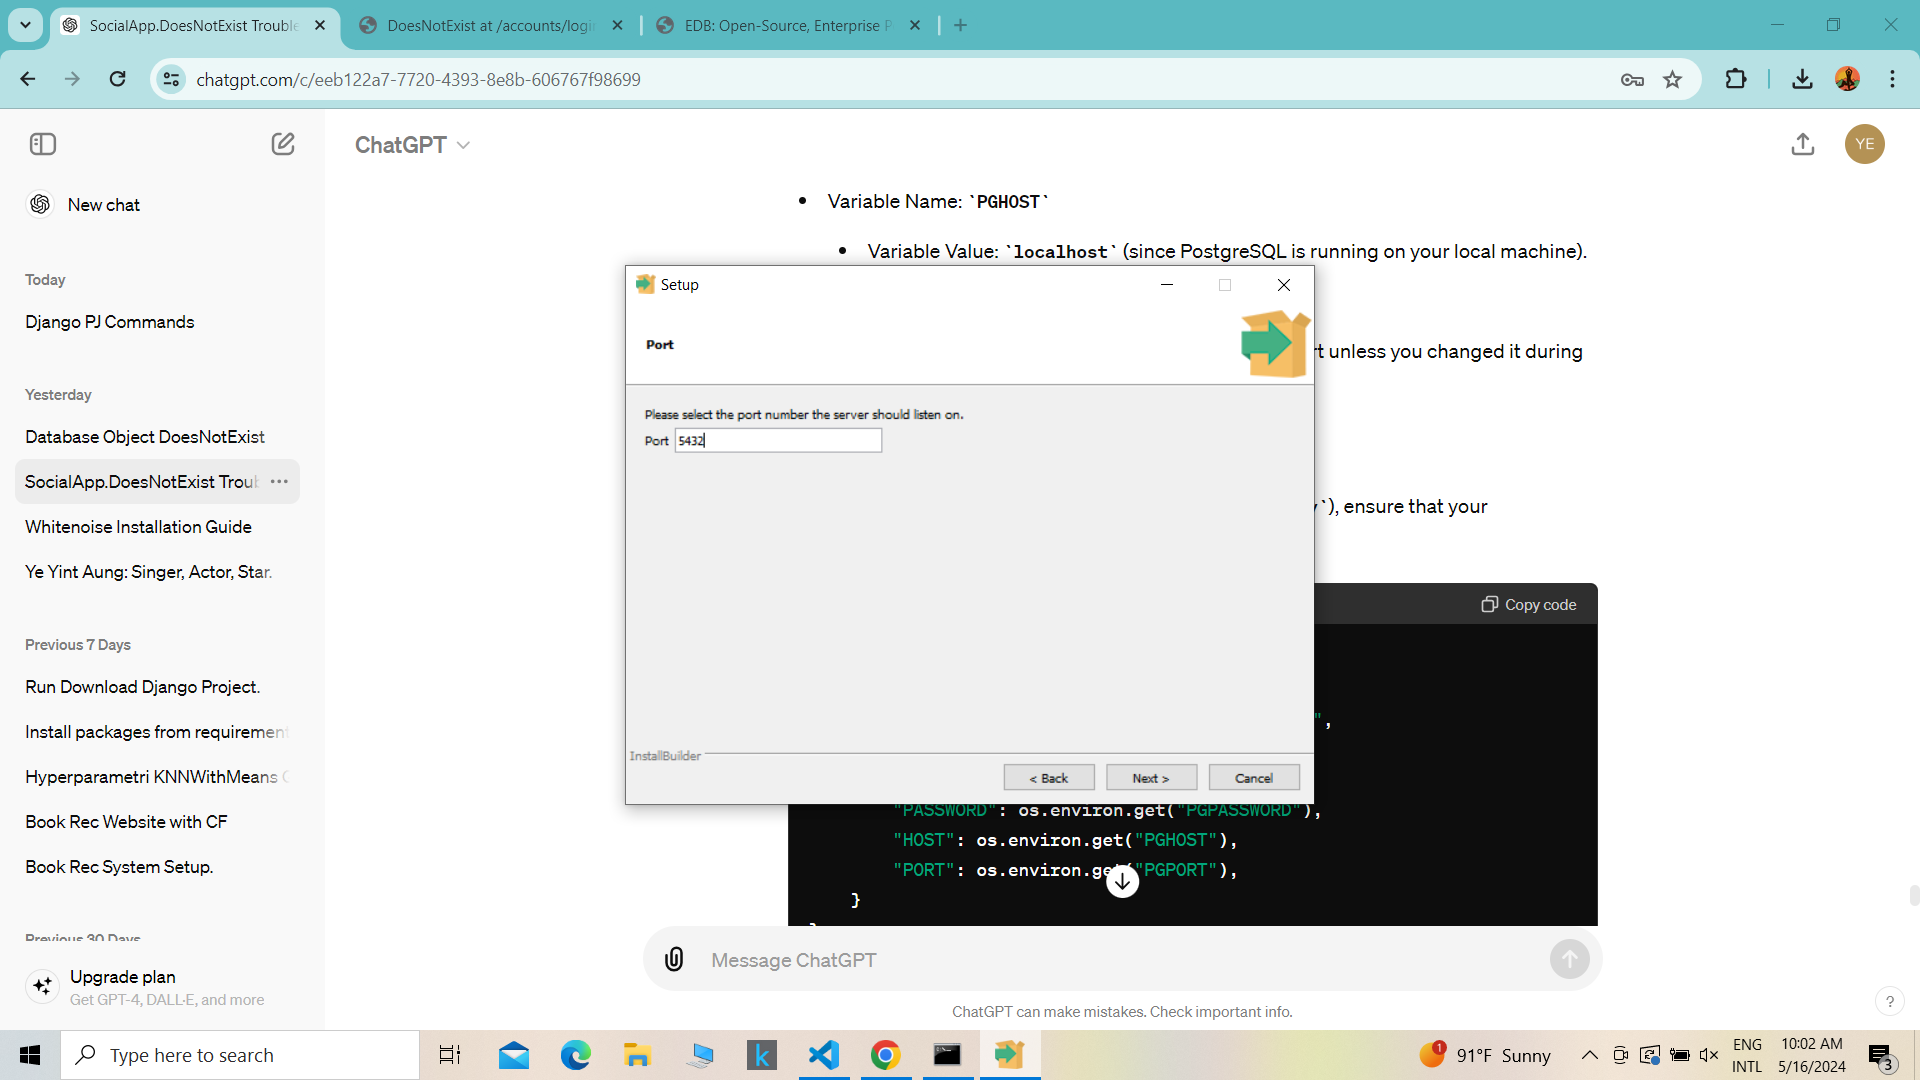 SocialApp.DoesNotExist Trouble
DoesNotExist at /accounts/login
EDB: Open-Source, Enterprise P
chatgpt.com/c/eeb122a7-7720-4393-8e8b-606767f98699
ChatGPT
YE
New chat
Today
Django PJ Commands
Yesterday
Database Object DoesNotExist
SocialApp.DoesNotExist Troub
Whitenoise Installation Guide
Ye Yint Aung: Singer, Actor, Star.
Previous 7 Days
Run Download Django Project.
Install packages from requirement
Hyperparametri KNNWithMeans
Book Rec Website with CF
Book Rec System Setup.
Previous 30 Days
Upgrade plan
Get GPT-4, DALL·E, and more
Variable Name: `PGHOST`
Variable Value: `localhost` (since PostgreSQL is running on your local machine).
unless you changed it during
`), ensure that your
Copy code
",
"PASSWORD": os.environ.get("PGPASSWORD"),
"HOST": os.environ.get("PGHOST"),
"PORT": os.environ.get("PGPORT"),
}
Setup
Port
Please select the port number the server should listen on.
Port 5432
InstallBuilder
< Back
Next >
Cancel
Message ChatGPT
ChatGPT can make mistakes. Check important info.
?
Type here to search
1
91°F Sunny
ENG
INTL
10:02 AM
5/16/2024
3